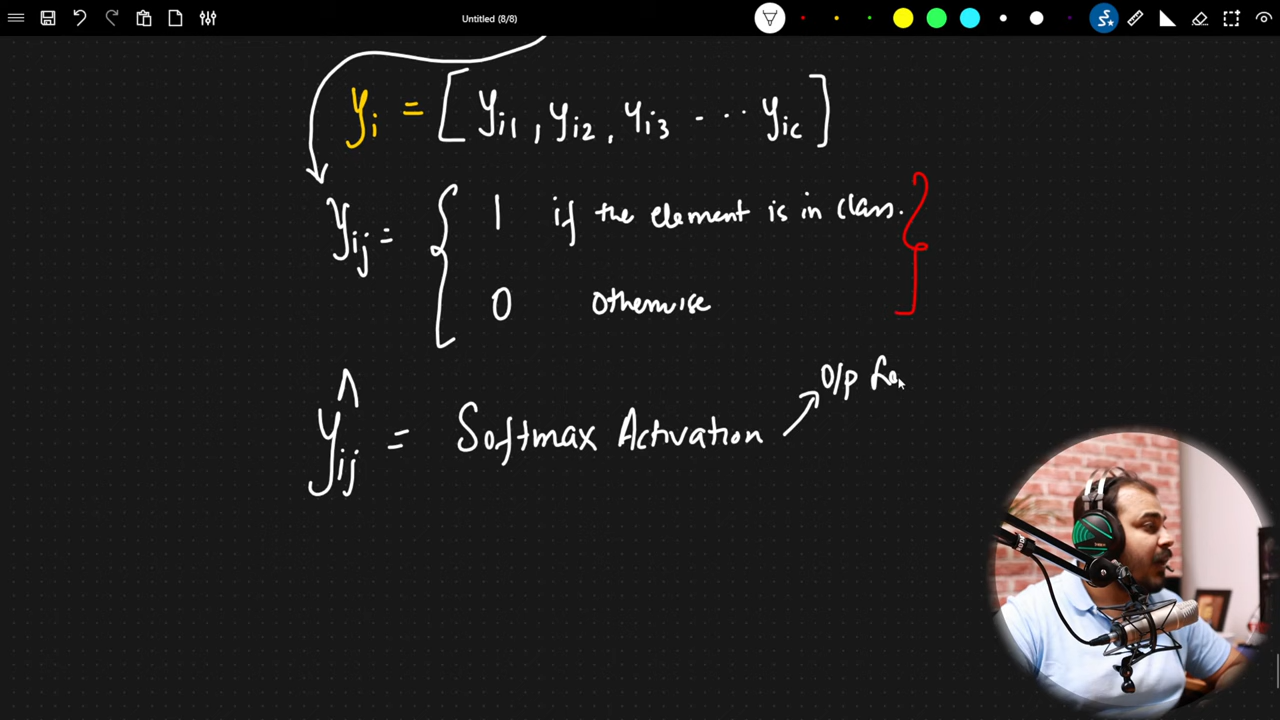 Untitled (8/8)
yi = [ yi1, yi2, yi3 - - ·· yic ]
yij = { 1 if the element is in class.
0 Otherwise
O/p
ŷij = Softmax Activation